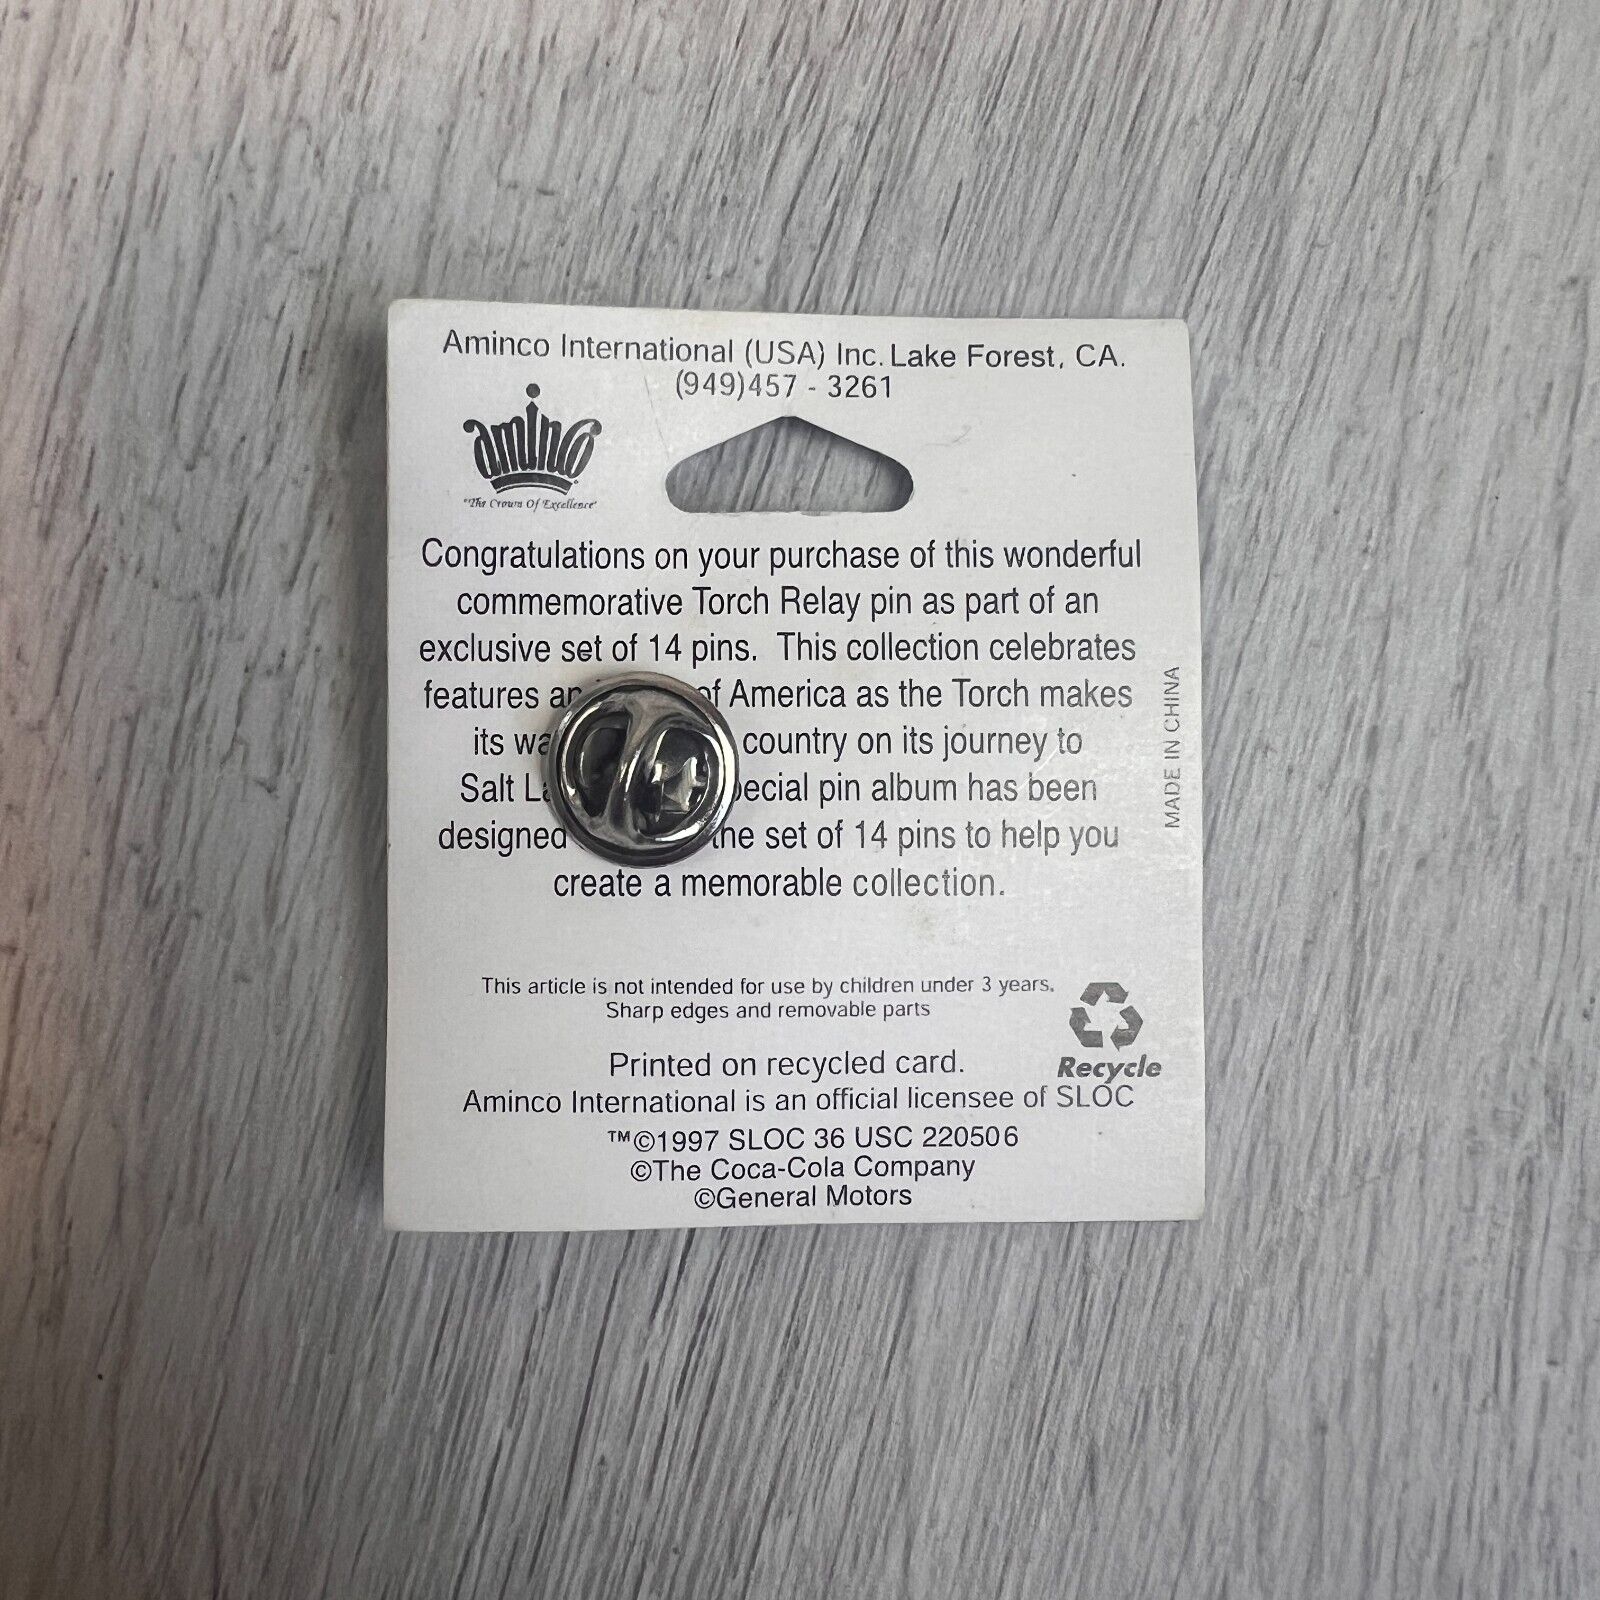 Aminco International (USA) Inc. Lake Forest, CA.
(949)457 - 3261
aminco
"The Crown Of Excellence"
Congratulations on your purchase of this wonderful
commemorative Torch Relay pin as part of an
exclusive set of 14 pins. This collection celebrates
features of America as the Torch makes
its country on its journey to
Salt pin album has been
designed the set of 14 pins to help you
create a memorable collection.
MADE IN CHINA
This article is not intended for use by children under 3 years.
Sharp edges and removable parts
Recycle
Printed on recycled card.
Aminco International is an official licensee of SLOC
™©1997 SLOC 36 USC 220506
©The Coca-Cola Company
©General Motors